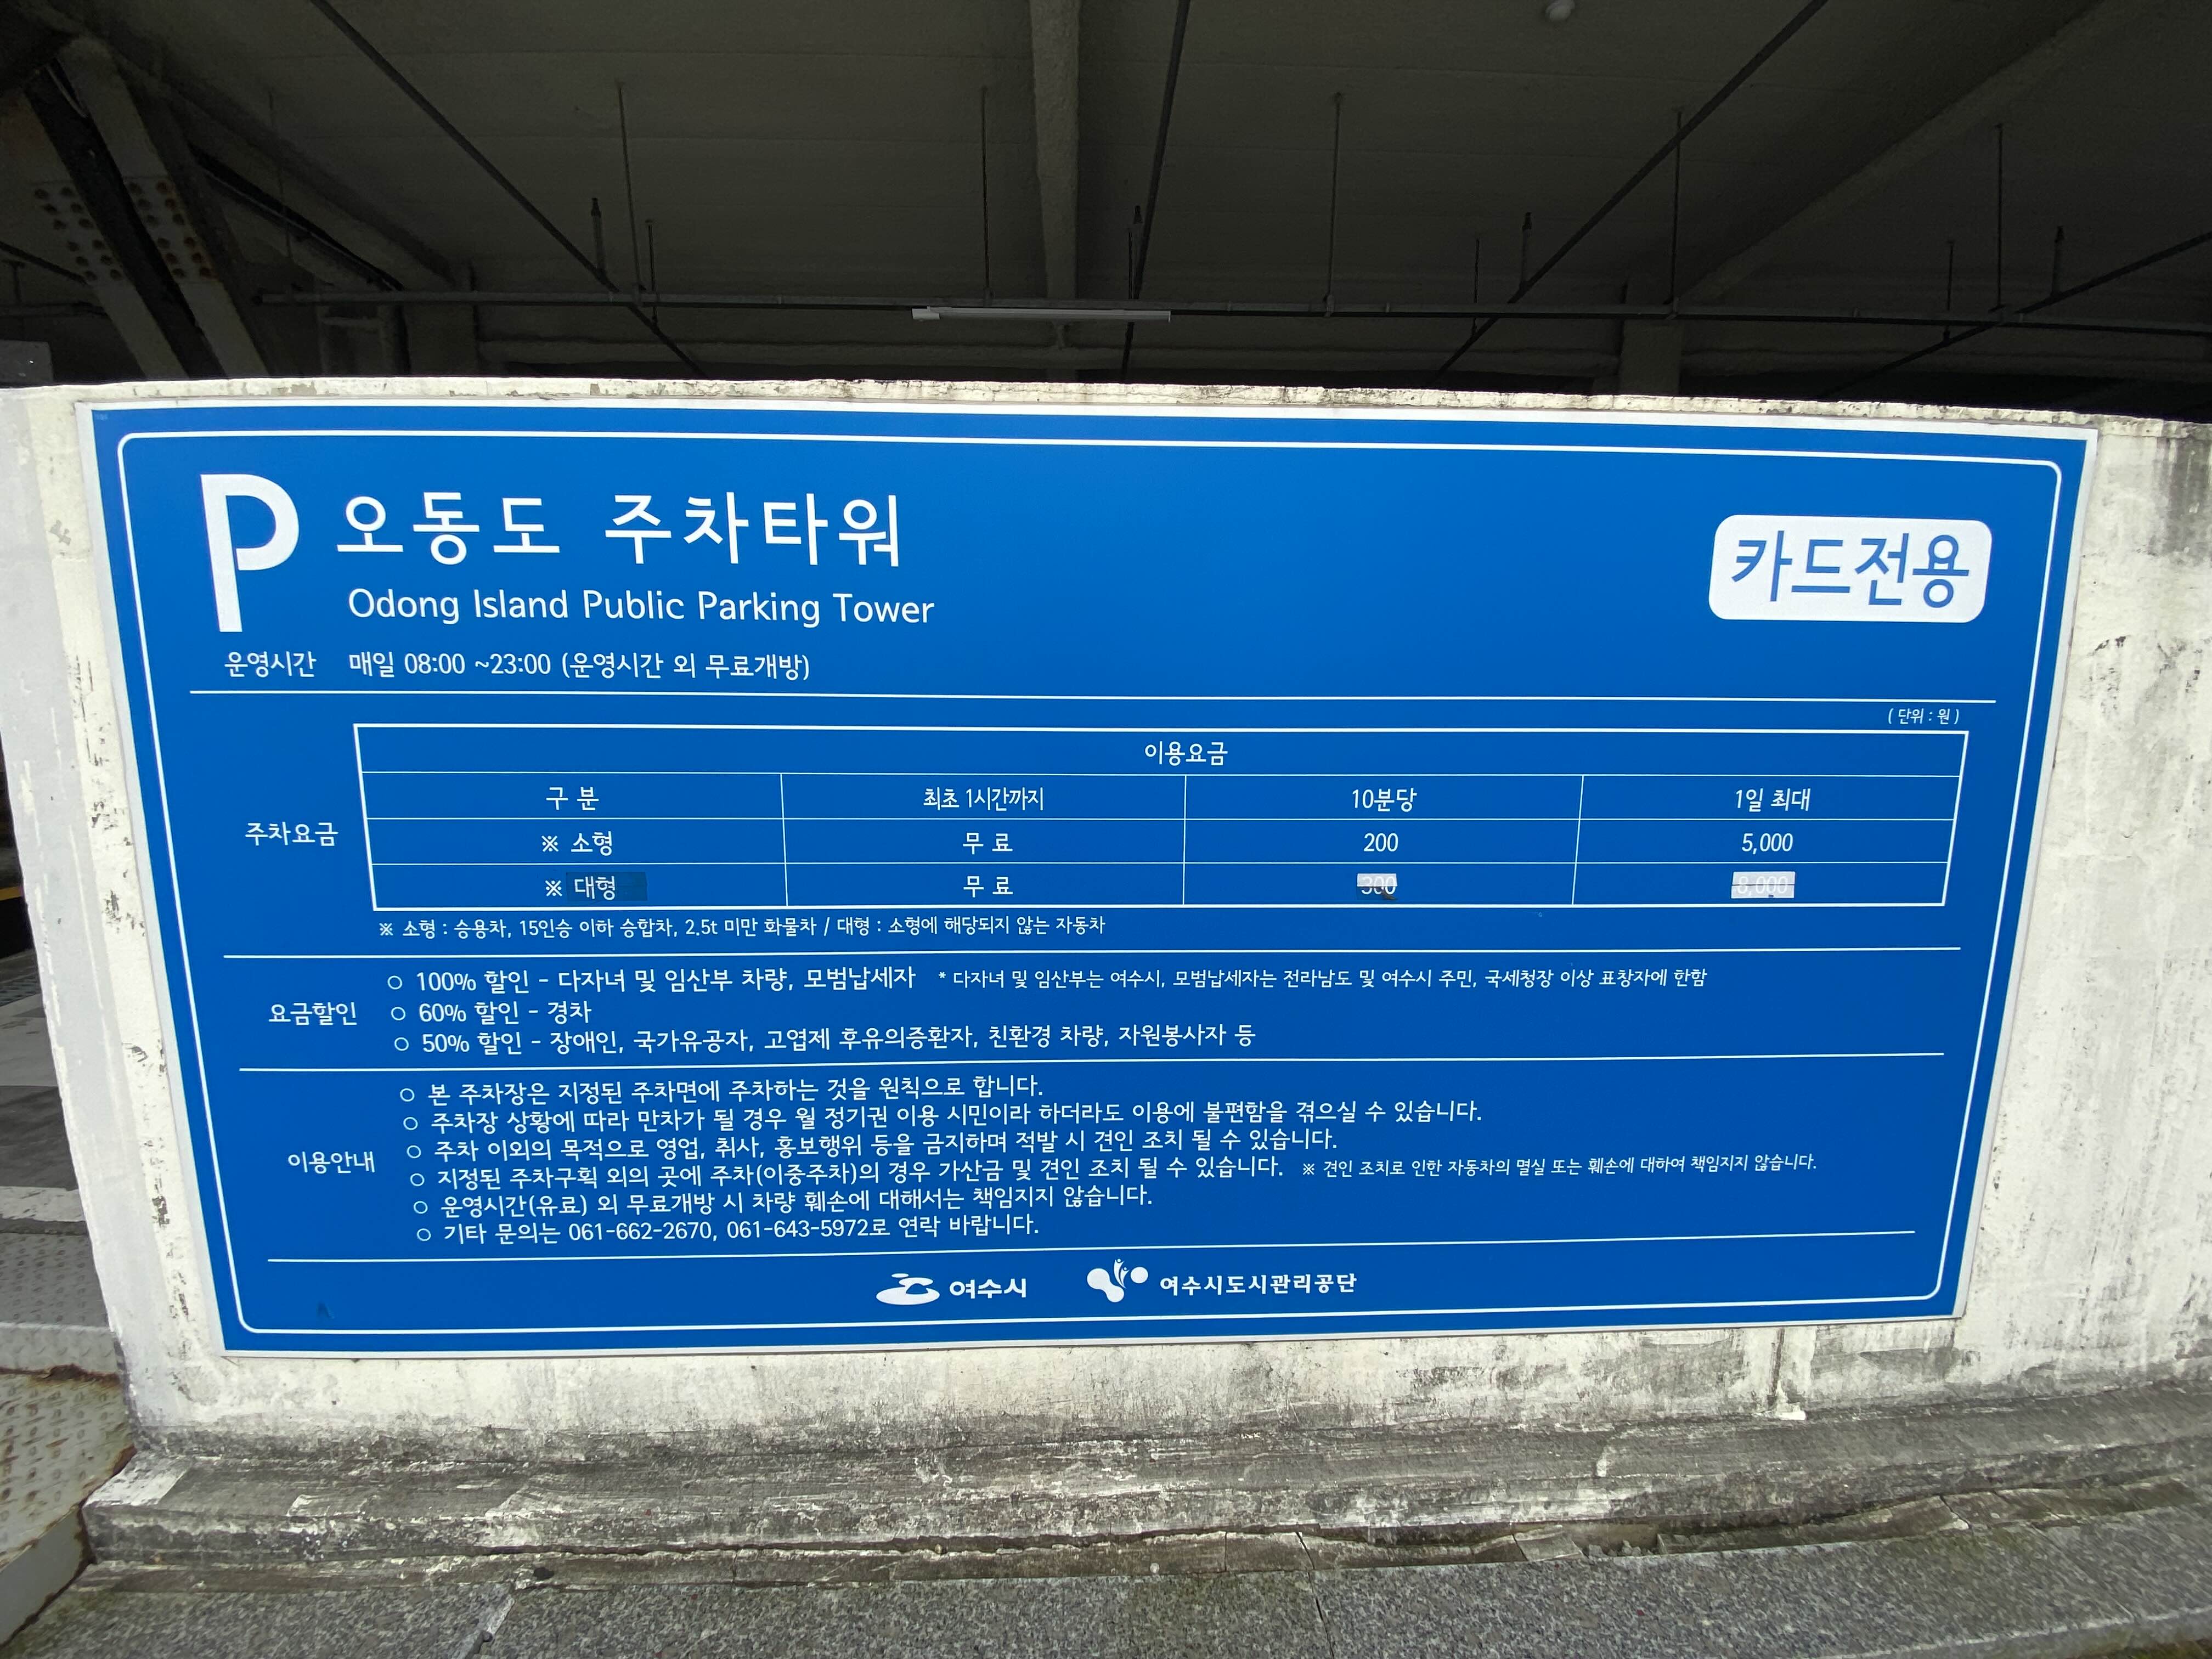 P 오동도 주차타워
Odong Island Public Parking Tower
카드전용
운영시간 매일 08:00 ~23:00 (운영시간 외 무료개방)
( 단위 : 원 )
주차요금
이용요금
구 분 최초 1시간까지 10분당 1일 최대
※ 소형 무 료 200 5,000
※ 대형 무 료 300 8,000
※ 소형 : 승용차, 15인승 이하 승합차, 2.5t 미만 화물차 / 대형 : 소형에 해당되지 않는 자동차
요금할인
○ 100% 할인 - 다자녀 및 임산부 차량, 모범납세자 * 다자녀 및 임산부는 여수시, 모범납세자는 전라남도 및 여수시 주민, 국세청장 이상 표창자에 한함
○ 60% 할인 - 경차
○ 50% 할인 - 장애인, 국가유공자, 고엽제 후유의증환자, 친환경 차량, 자원봉사자 등
이용안내
○ 본 주차장은 지정된 주차면에 주차하는 것을 원칙으로 합니다.
○ 주차장 상황에 따라 만차가 될 경우 월 정기권 이용 시민이라 하더라도 이용에 불편함을 겪으실 수 있습니다.
○ 주차 이외의 목적으로 영업, 취사, 홍보행위 등을 금지하며 적발 시 견인 조치 될 수 있습니다.
○ 지정된 주차구획 외의 곳에 주차(이중주차)의 경우 가산금 및 견인 조치 될 수 있습니다. ※ 견인 조치로 인한 자동차의 멸실 또는 훼손에 대하여 책임지지 않습니다.
○ 운영시간(유료) 외 무료개방 시 차량 훼손에 대해서는 책임지지 않습니다.
○ 기타 문의는 061-662-2670, 061-643-5972로 연락 바랍니다.
여수시 여수시도시관리공단